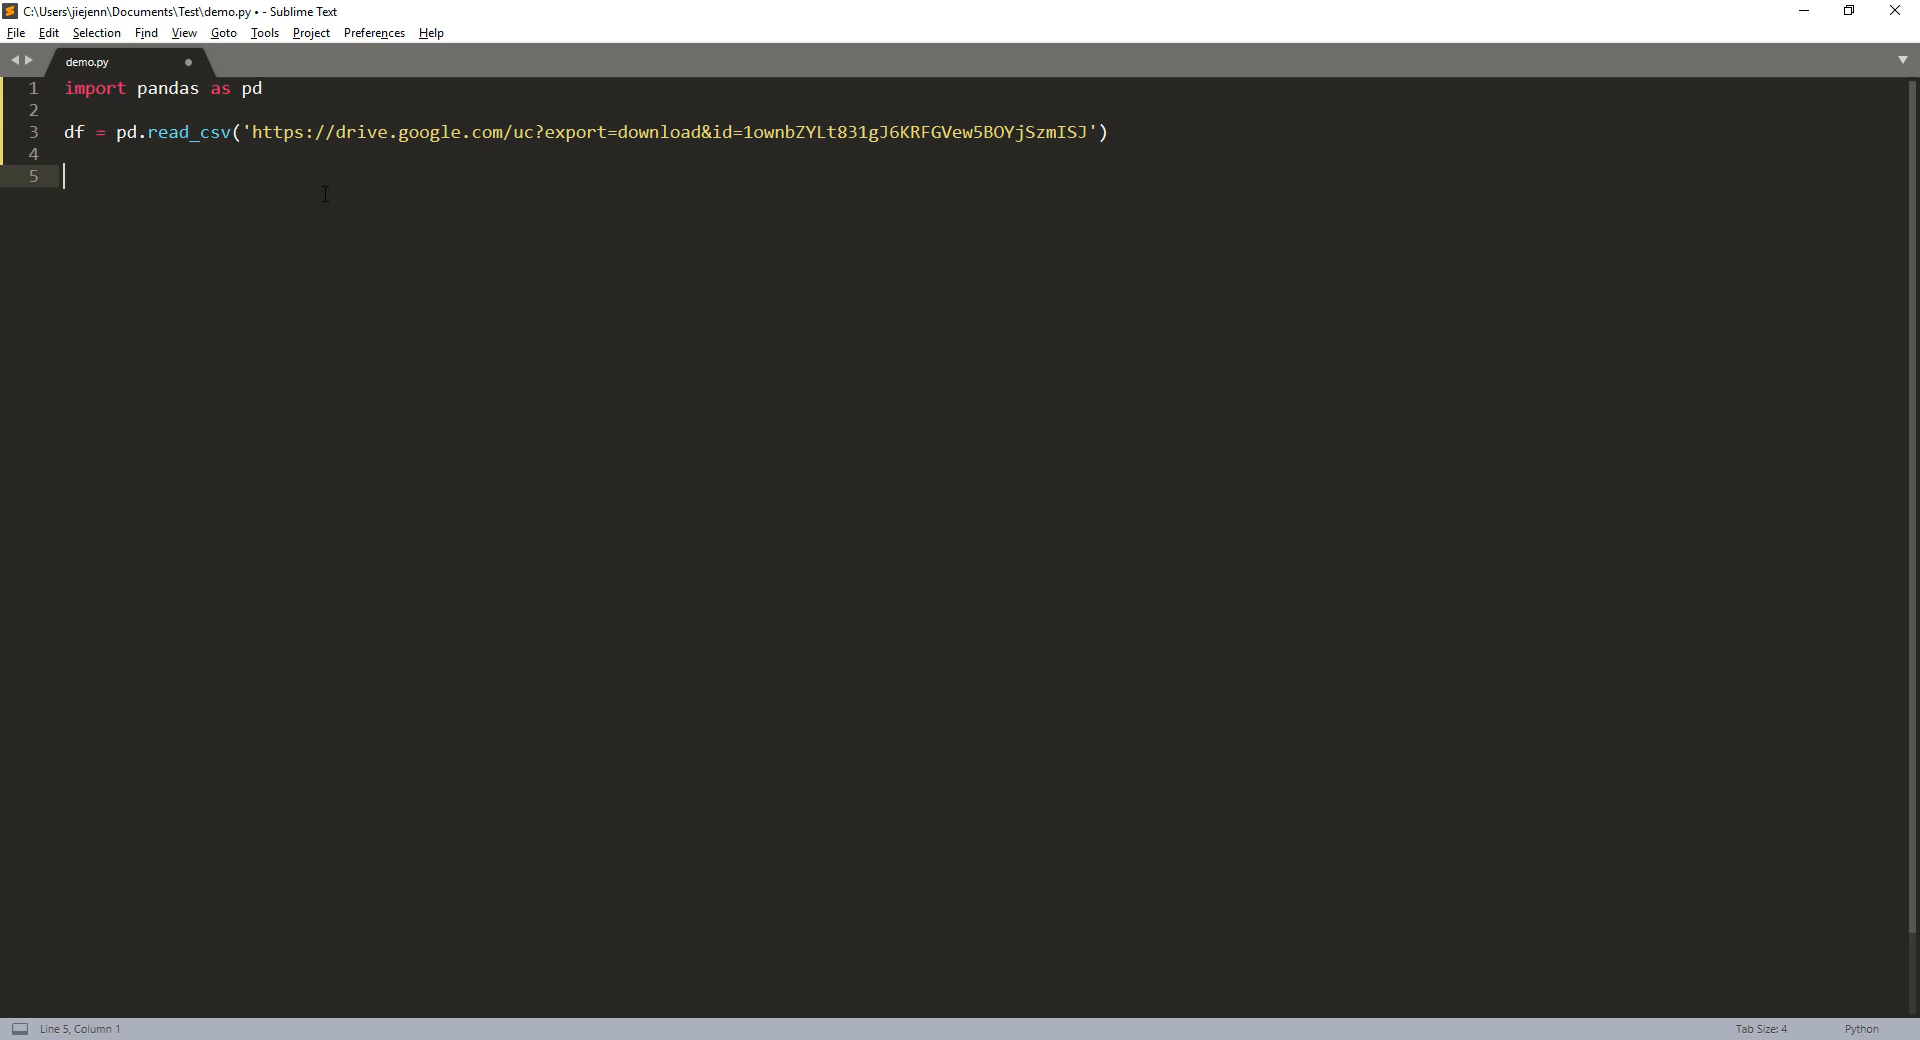 C:\Users\jiejenn\Documents\Test\demo.py • - Sublime Text
File Edit Selection Find View Goto Tools Project Preferences Help
demo.py
1 import pandas as pd
2
3 df = pd.read_csv('https://drive.google.com/uc?export=download&id=1ownbZYLt831gJ6KRFGVew5BOYjSzmISJ')
4
5
Line 5, Column 1 Tab Size: 4 Python